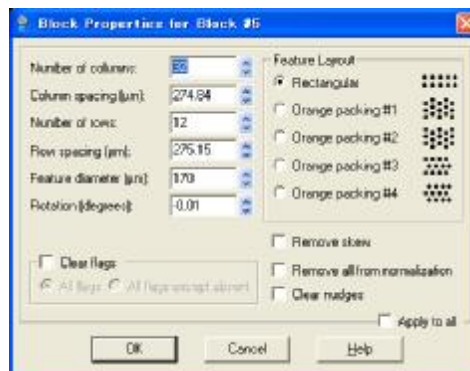 Block Properties for Block #5
Number of columns:
Column spacing (µm): 274.84
Number of rows: 12
Row spacing (µm): 275.15
Feature diameter (µm): 170
Rotation (degrees): -0.01
Feature Layout
Rectangular
Orange packing #1
Orange packing #2
Orange packing #3
Orange packing #4
Clear flags
All flags All flags except absent
Remove skew
Remove all from normalization
Clear nudges
Apply to all
OK Cancel Help